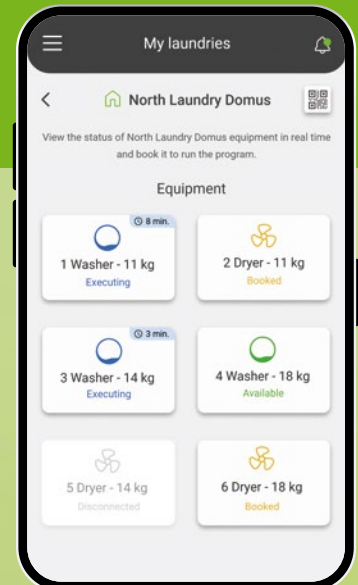 My laundries
North Laundry Domus
View the status of North Laundry Domus equipment in real time
and book it to run the program.
Equipment
8 min.
1 Washer - 11 kg
Executing
2 Dryer - 11 kg
Booked
3 min.
3 Washer - 14 kg
Executing
4 Washer - 18 kg
Available
5 Dryer - 14 kg
Disconnected
6 Dryer - 18 kg
Booked